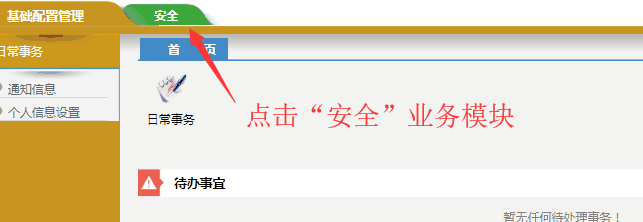 基础配置管理 安全
日常事务
首 页
通知信息
个人信息设置
日常事务
点击“安全”业务模块
待办事宜
暂无任何待处理事务！